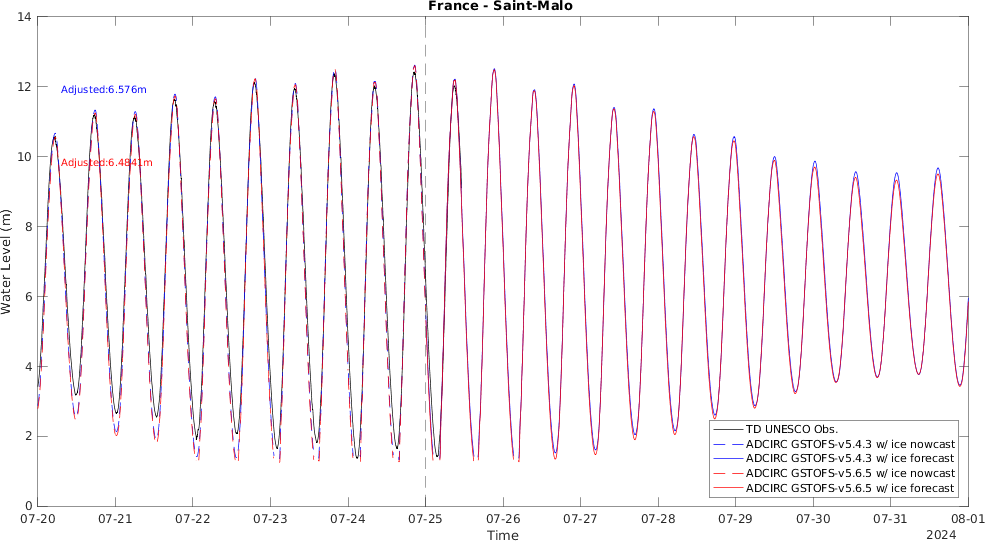 France - Saint-Malo
14
12
10
8
6
4
2
0
Water Level (m)
Adjusted:6.576m
Adjusted:6.4841m
TD UNESCO Obs.
ADCIRC GSTOFS-v5.4.3 w/ ice nowcast
ADCIRC GSTOFS-v5.4.3 w/ ice forecast
ADCIRC GSTOFS-v5.6.5 w/ ice nowcast
ADCIRC GSTOFS-v5.6.5 w/ ice forecast
07-20 07-21 07-22 07-23 07-24 07-25 07-26 07-27 07-28 07-29 07-30 07-31 08-01
Time
2024